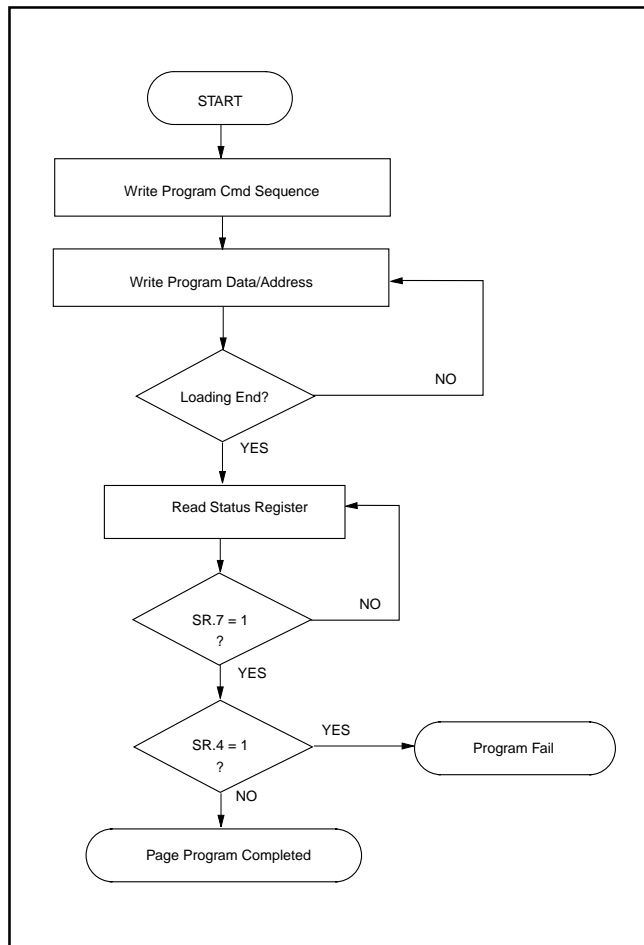 START
Write Program Cmd Sequence
Write Program Data/Address
NO
Loading End?
YES
Read Status Register
NO
SR.7 = 1
?
YES
YES
SR.4 = 1
Program Fail
?
NO
Page Program Completed